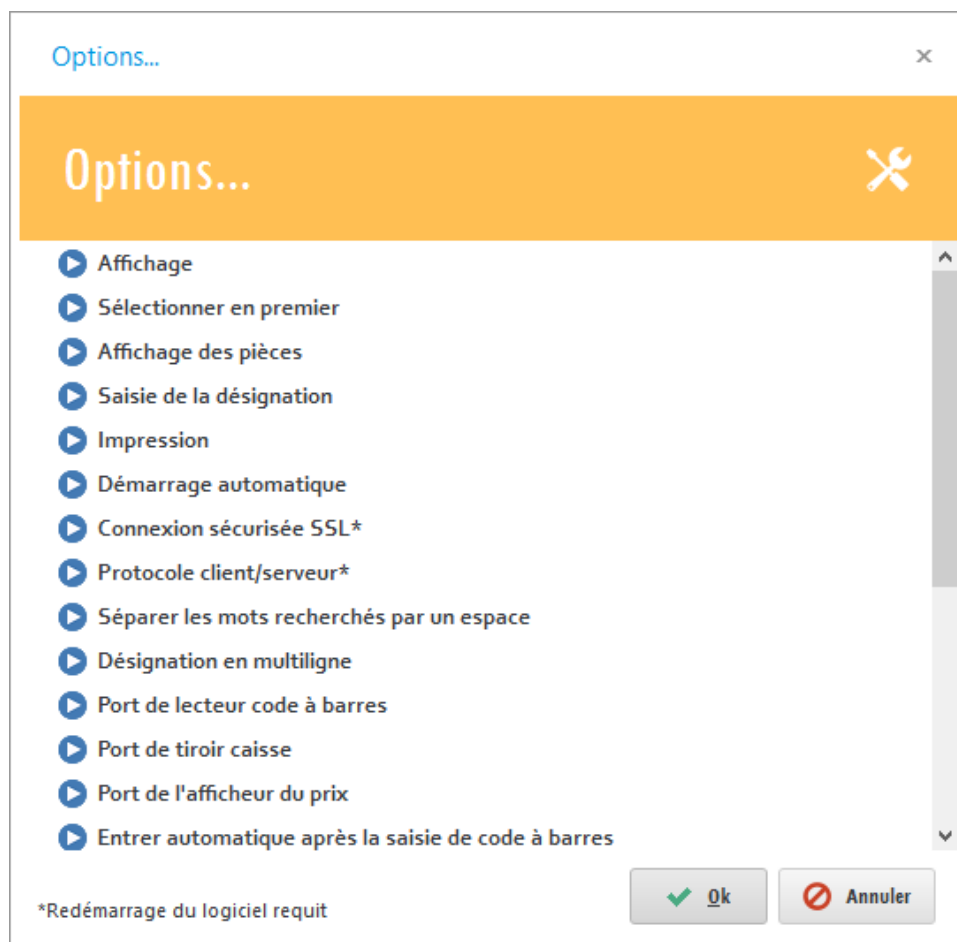 Options...
Options...
Affichage
Sélectionner en premier
Affichage des pièces
Saisie de la désignation
Impression
Démarrage automatique
Connexion sécurisée SSL*
Protocole client/serveur*
Séparer les mots recherchés par un espace
Désignation en multiligne
Port de lecteur code à barres
Port de tiroir caisse
Port de l'afficheur du prix
Entrer automatique après la saisie de code à barres
*Redémarrage du logiciel requit
Ok
Annuler